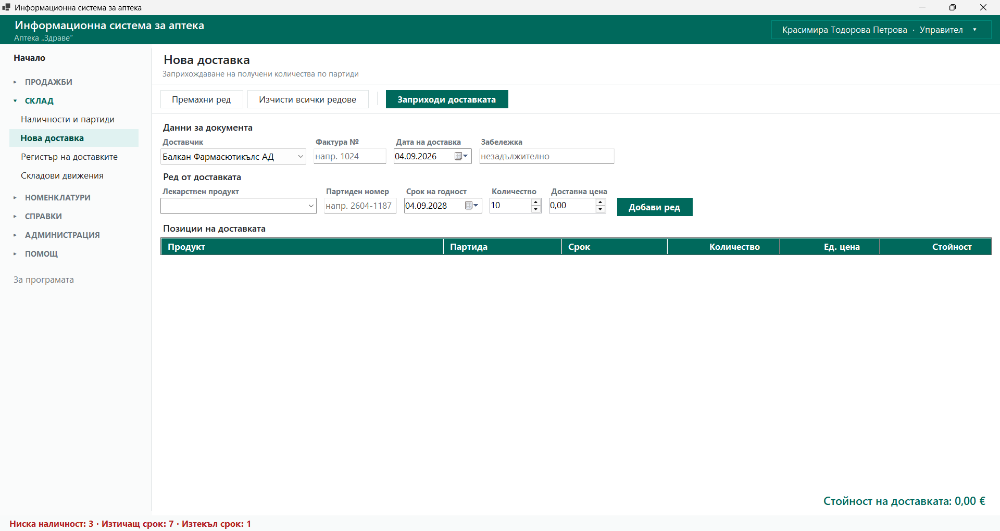 Информационна система за аптека
Информационна система за аптека
Аптека „Здраве“
Красимира Тодорова Петрова · Управител
Начало
ПРОДАЖБИ
СКЛАД
Наличности и партиди
Нова доставка
Регистър на доставките
Складови движения
НОМЕНКЛАТУРИ
СПРАВКИ
АДМИНИСТРАЦИЯ
ПОМОЩ
За програмата
Нова доставка
Заприхождаване на получени количества по партиди
Премахни ред Изчисти всички редове Заприходи доставката
Данни за документа
Доставчик Фактура № Дата на доставка Забележка
Балкан Фармасютикълс АД напр. 1024 04.09.2026 незадължително
Ред от доставката
Лекарствен продукт Партиден номер Срок на годност Количество Доставна цена
напр. 2604-1187 04.09.2028 10 0,00 Добави ред
Позиции на доставката
Продукт Партида Срок Количество Ед. цена Стойност
Стойност на доставката: 0,00 €
Ниска наличност: 3 · Изтичащ срок: 7 · Изтекъл срок: 1